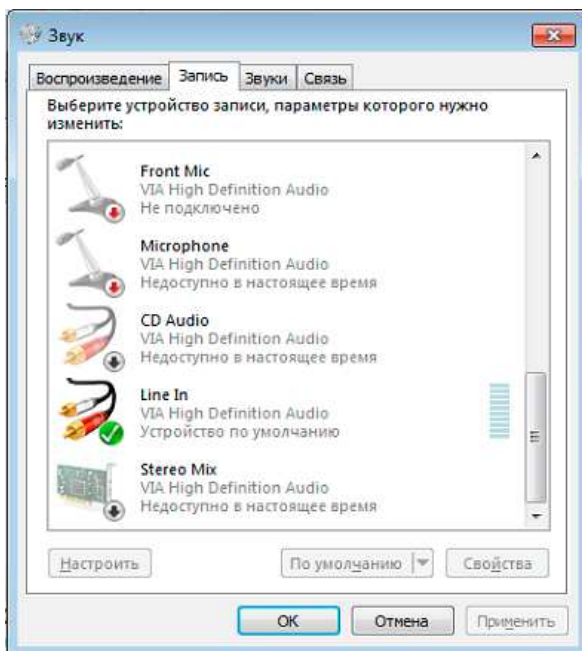 Звук
Воспроизведение Запись Звуки Связь
Выберите устройство записи, параметры которого нужно
изменить:
Front Mic
VIA High Definition Audio
Не подключено
Microphone
VIA High Definition Audio
Недоступно в настоящее время
CD Audio
VIA High Definition Audio
Недоступно в настоящее время
Line In
VIA High Definition Audio
Устройство по умолчанию
Stereo Mix
VIA High Definition Audio
Недоступно в настоящее время
Настроить По умолчанию Свойства
ОК Отмена Применить